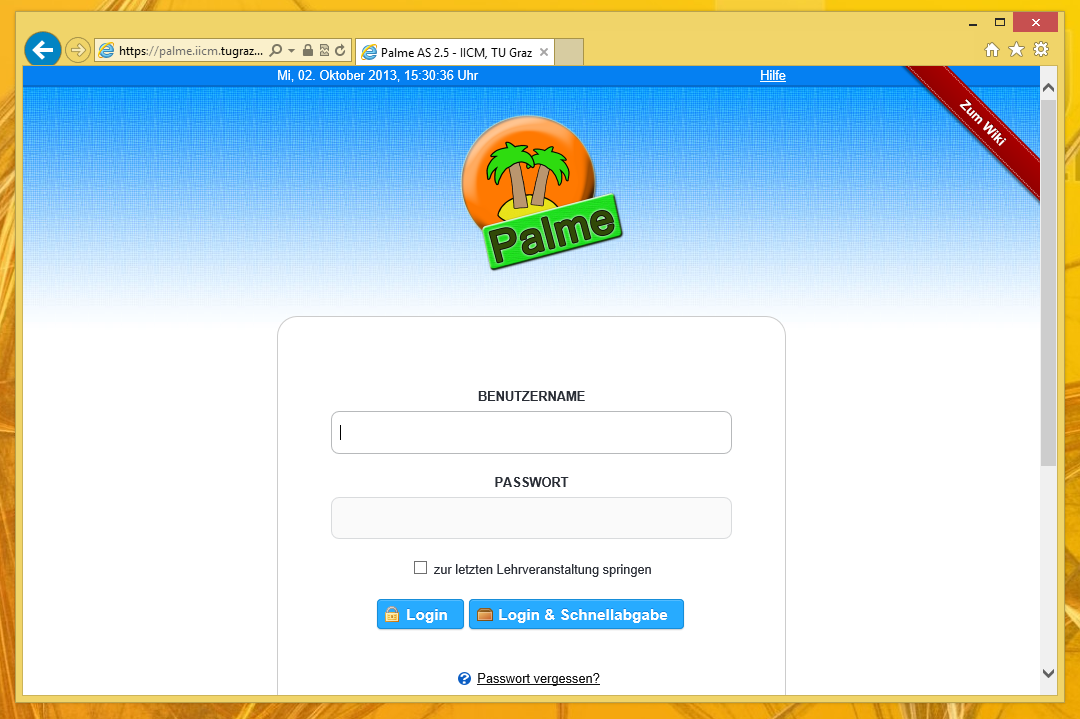 https://palme.iicm.tugraz...
Palme AS 2.5 - IICM, TU Graz
Mi, 02. Oktober 2013, 15:30:36 Uhr
Hilfe
Zum Wiki
Palme
BENUTZERNAME
PASSWORT
zur letzten Lehrveranstaltung springen
Login
Login & Schnellabgabe
Passwort vergessen?